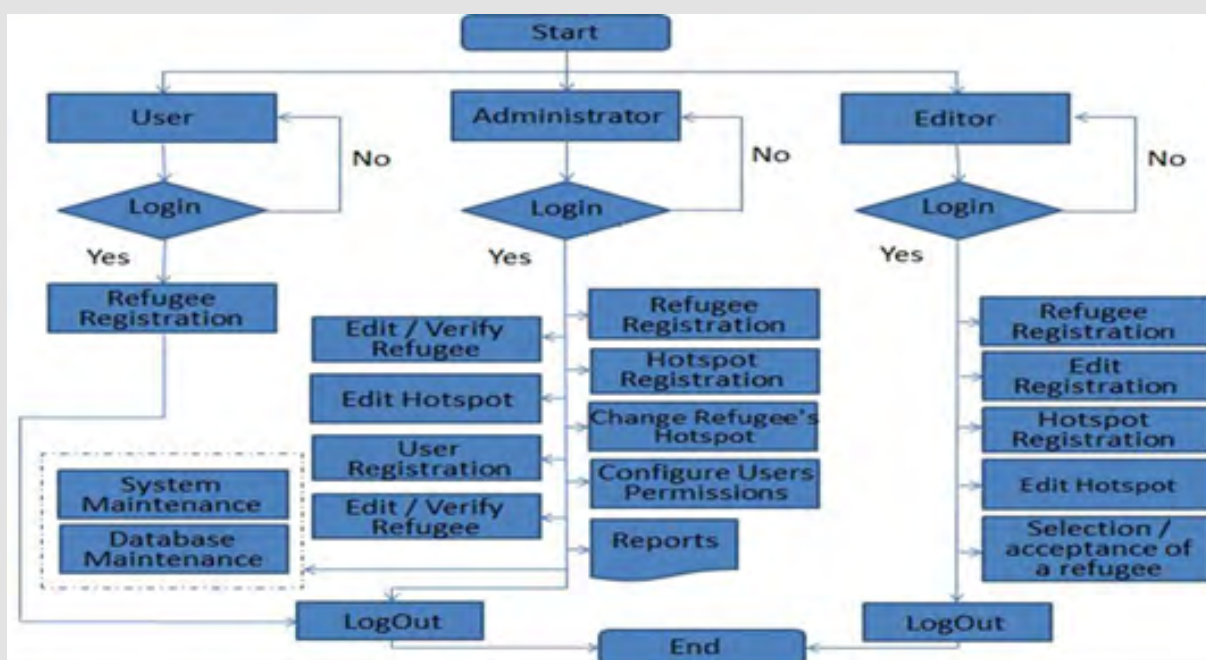 Start
User
Administrator
Editor
No
No
No
Login
Login
Login
Yes
Yes
Yes
Refugee
Registration
Edit / Verify
Refugee
Edit Hotspot
User
Registration
Edit / Verify
Refugee
System
Maintenance
Database
Maintenance
Refugee
Registration
Hotspot
Registration
Change Refugee's
Hotspot
Configure Users
Permissions
Reports
Refugee
Registration
Edit
Registration
Hotspot
Registration
Edit Hotspot
Selection /
acceptance of
a refugee
LogOut
LogOut
End